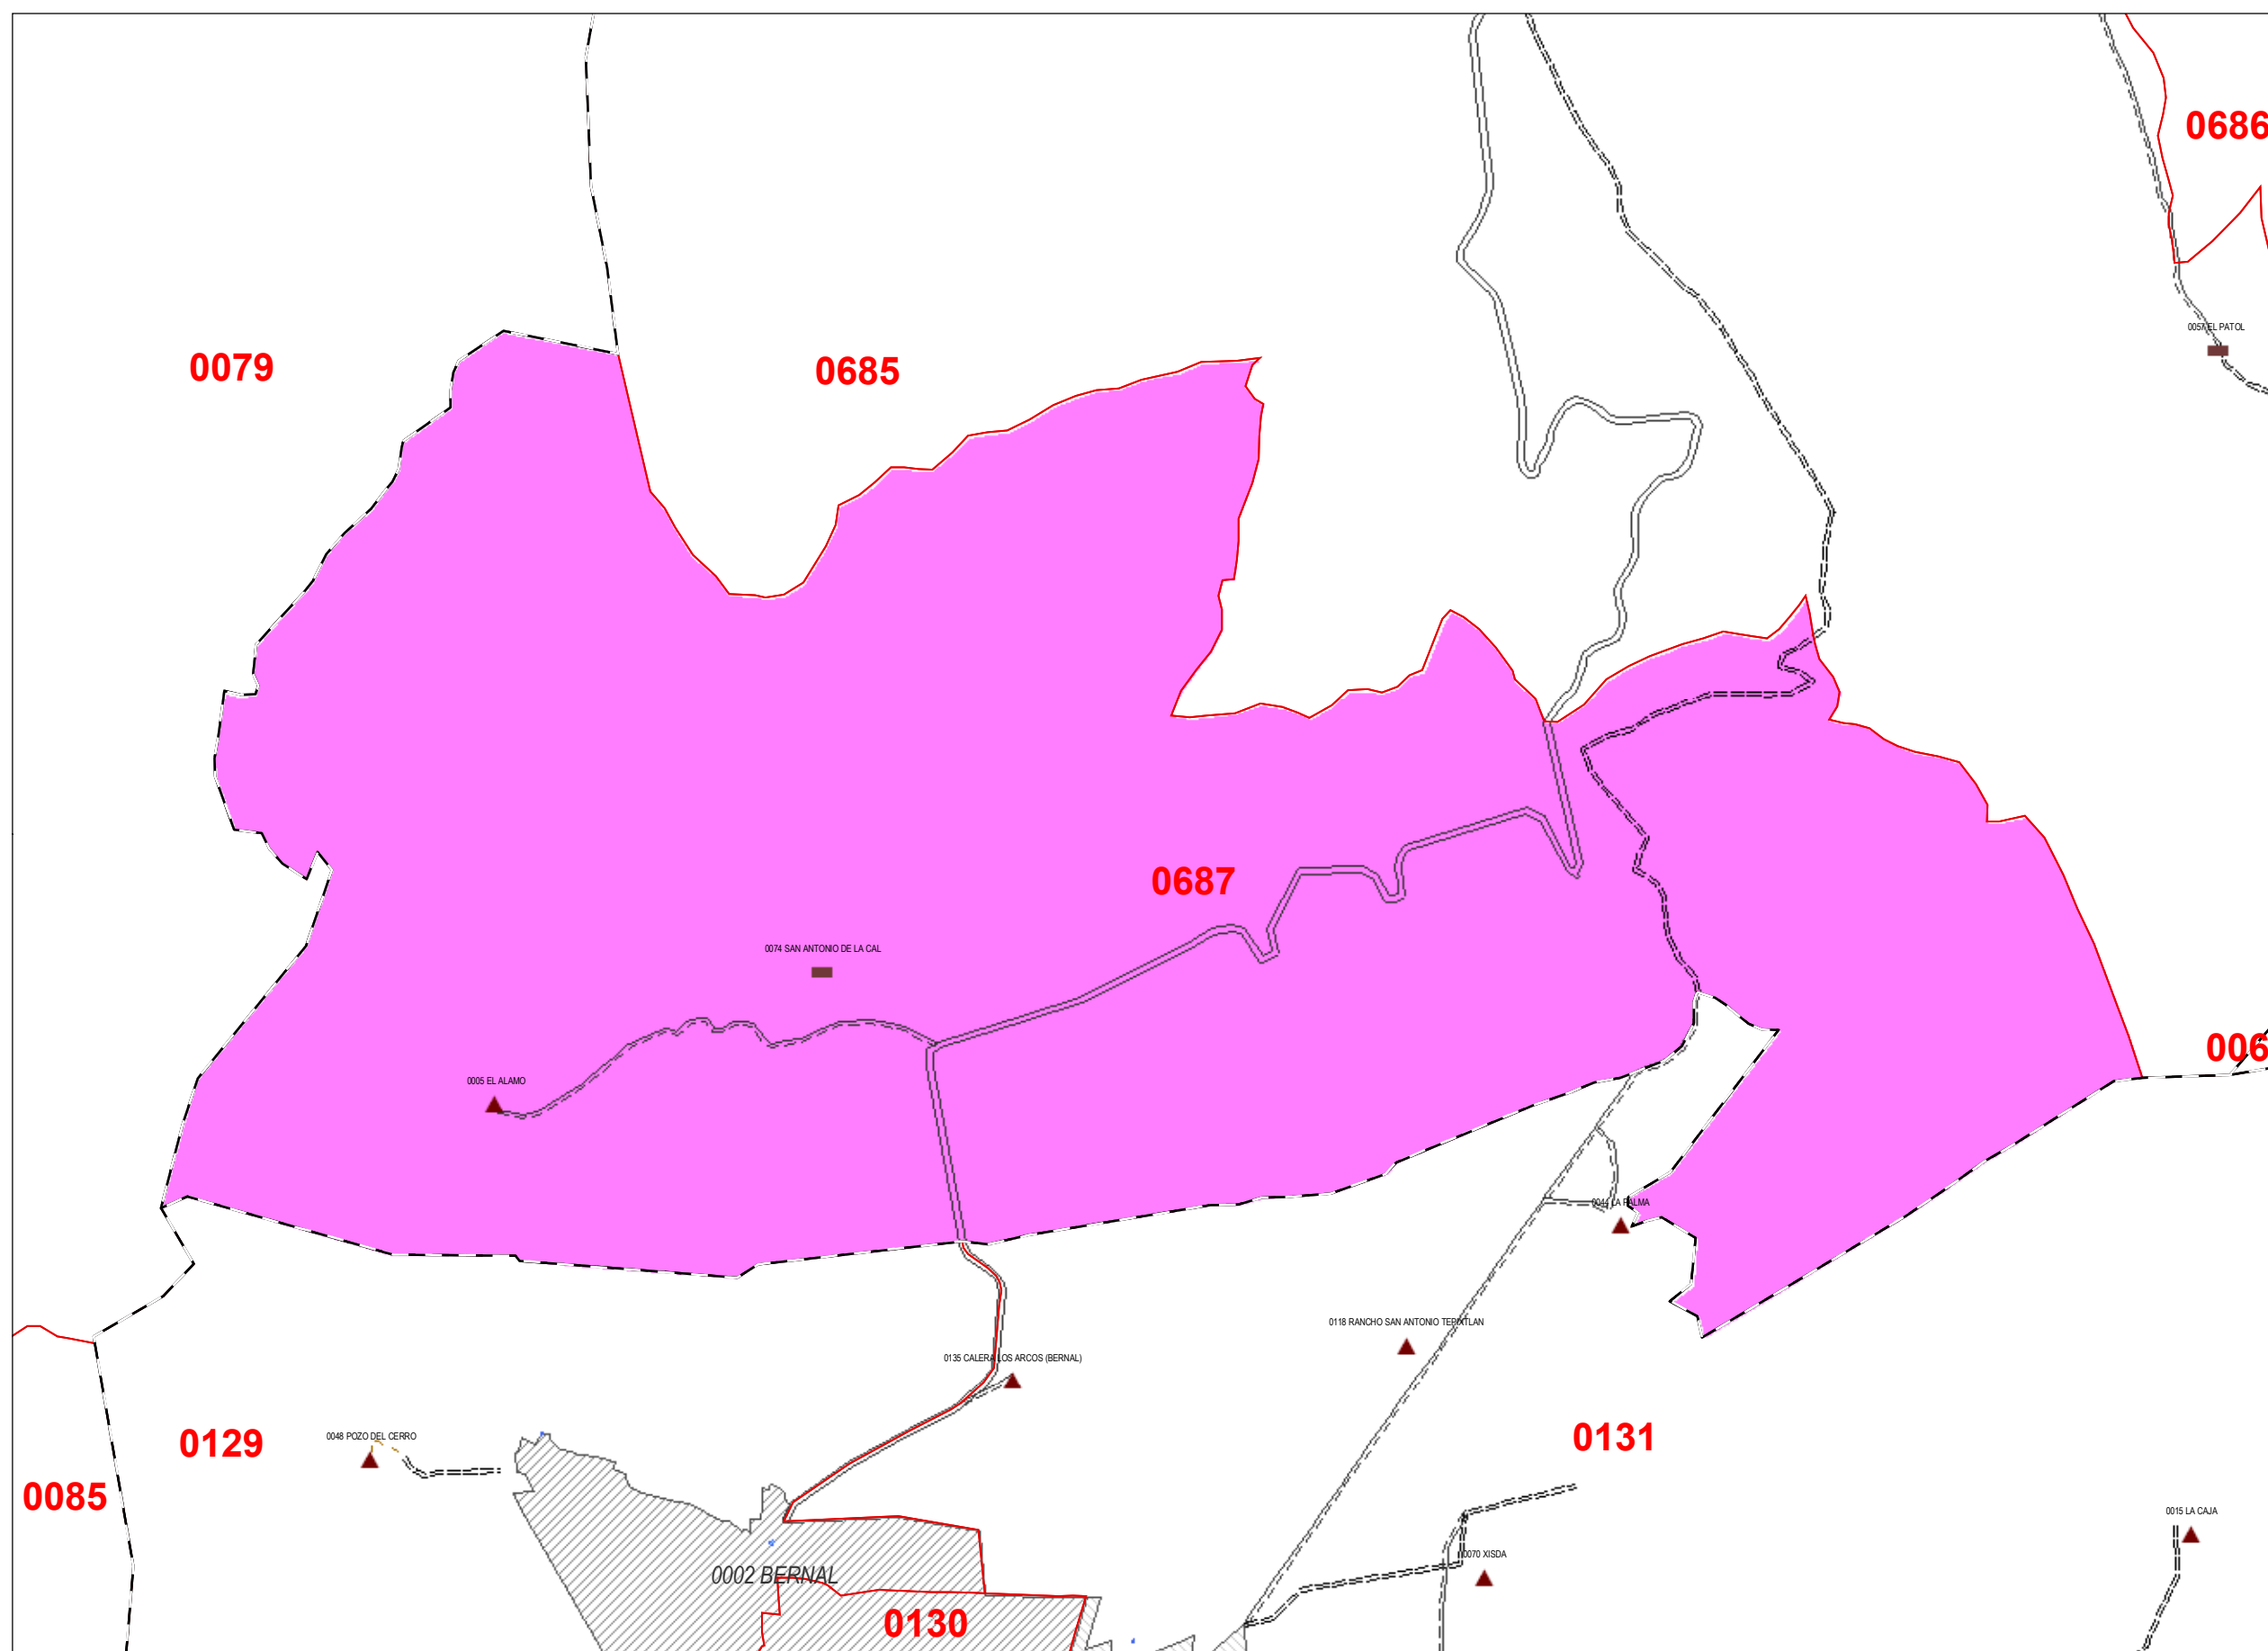 0686
0057 EL PATOL
0079
0685
0687
0074 SAN ANTONIO DE LA CAL
006
0005 EL ALAMO
0044 LA PALMA
0118 RANCHO SAN ANTONIO TEPIXTLAN
0135 CALERA LOS ARCOS (BERNAL)
0129
0048 POZO DEL CERRO
0131
0085
0015 LA CAJA
0070 XISDA
0002 BERNAL
0130